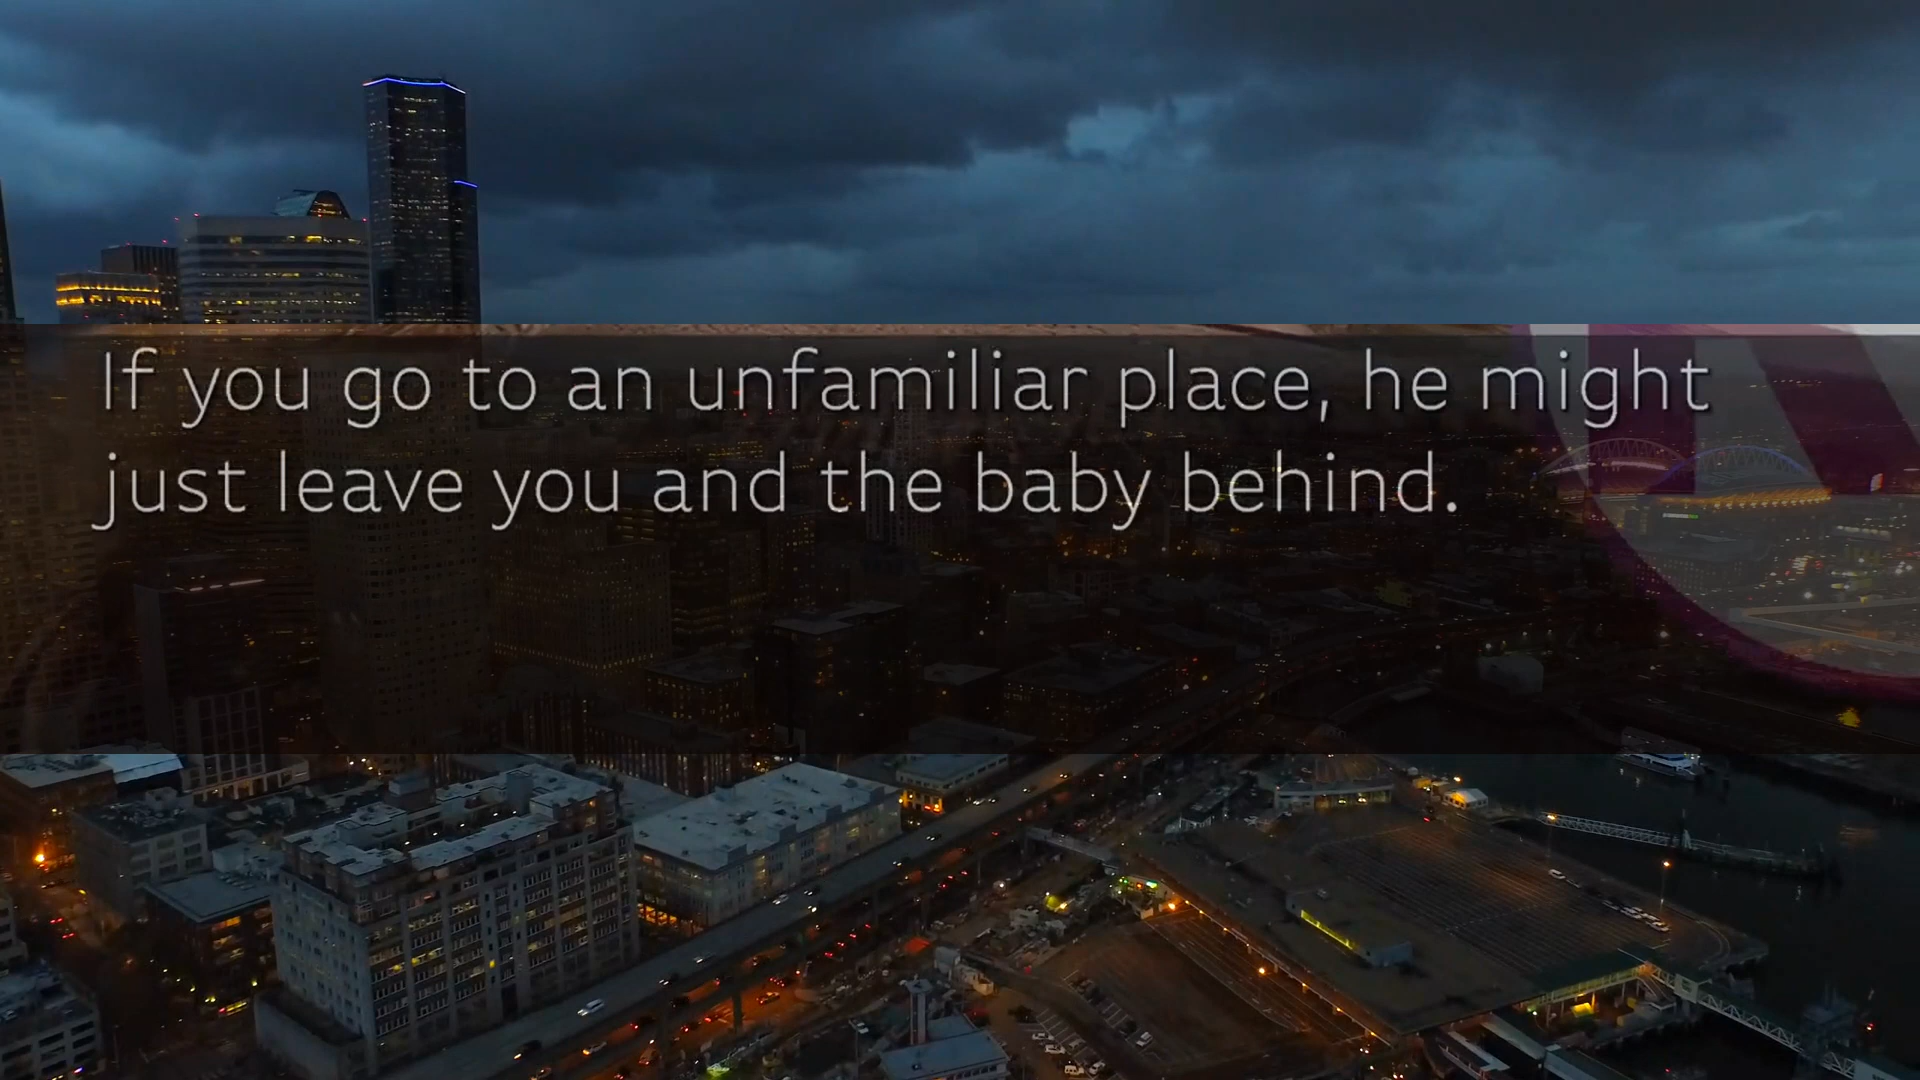 If you go to an unfamiliar place, he might
just leave you and the baby behind.